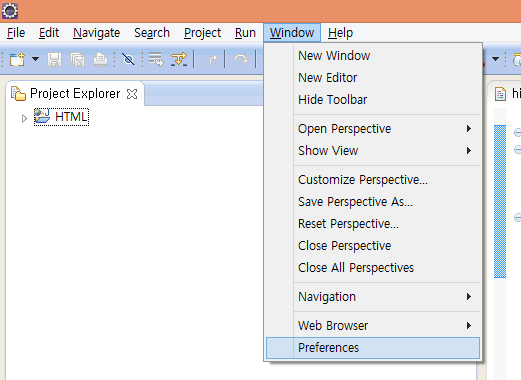 File Edit Navigate Search Project Run Window Help
Project Explorer
HTML
New Window
New Editor
Hide Toolbar
Open Perspective
Show View
Customize Perspective...
Save Perspective As...
Reset Perspective...
Close Perspective
Close All Perspectives
Navigation
Web Browser
Preferences
hi